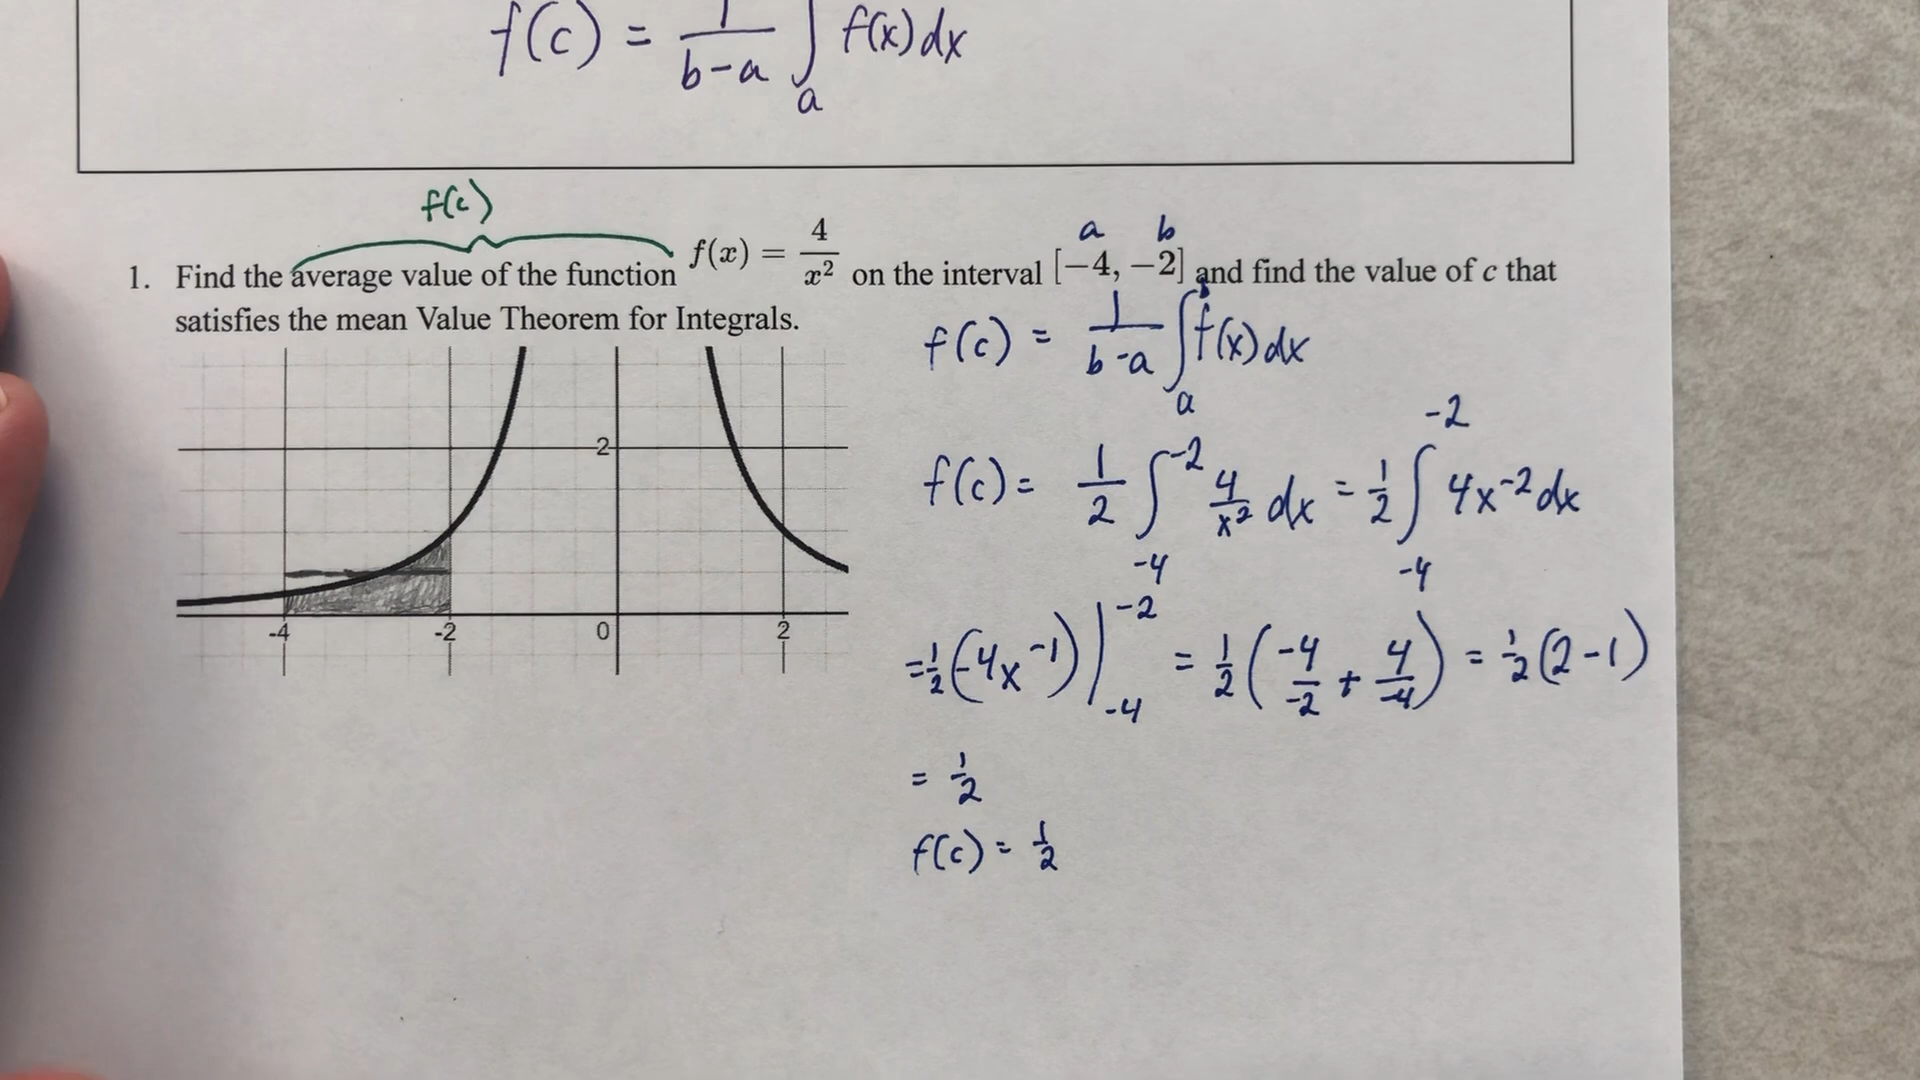 f(c) = 1/(b-a) ∫_a f(x)dx
f(c)
a b
1. Find the average value of the function f(x) = 4/x² on the interval [−4, −2] and find the value of c that
satisfies the mean Value Theorem for Integrals.
f(c) = 1/(b-a) ∫_a^b f(x)dx
2
f(c) = 1/2 ∫_-4^-2 4/x² dx = 1/2 ∫_-4^-2 4x^-2 dx
-4 -2 0 2
= 1/2 (-4x^-1) |_-4^-2 = 1/2 (-4/-2 + 4/-4) = 1/2 (2-1)
= 1/2
f(c) = 1/2